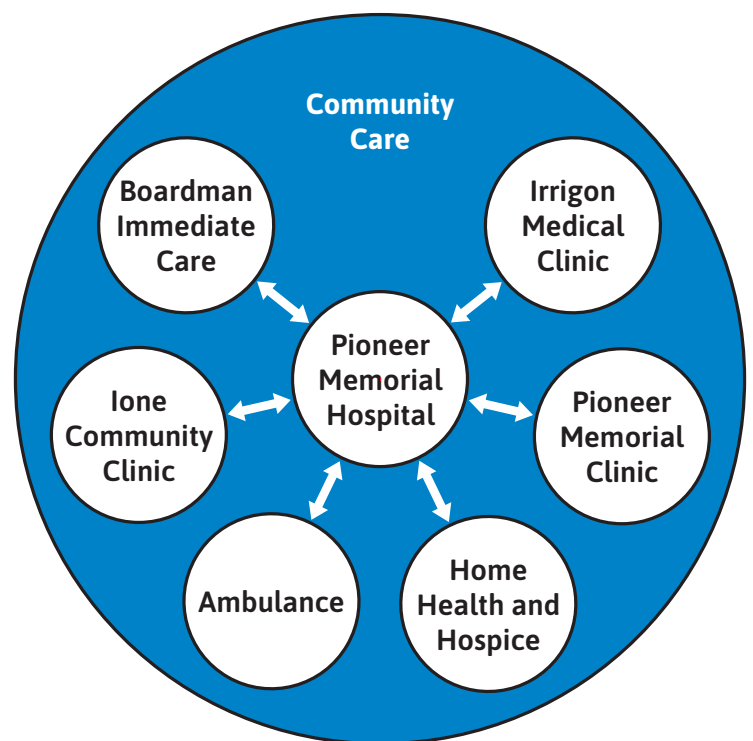 Community
Care
Boardman
Immediate
Care
Irrigon
Medical
Clinic
Pioneer
Memorial
Hospital
Ione
Community
Clinic
Pioneer
Memorial
Clinic
Ambulance
Home
Health and
Hospice